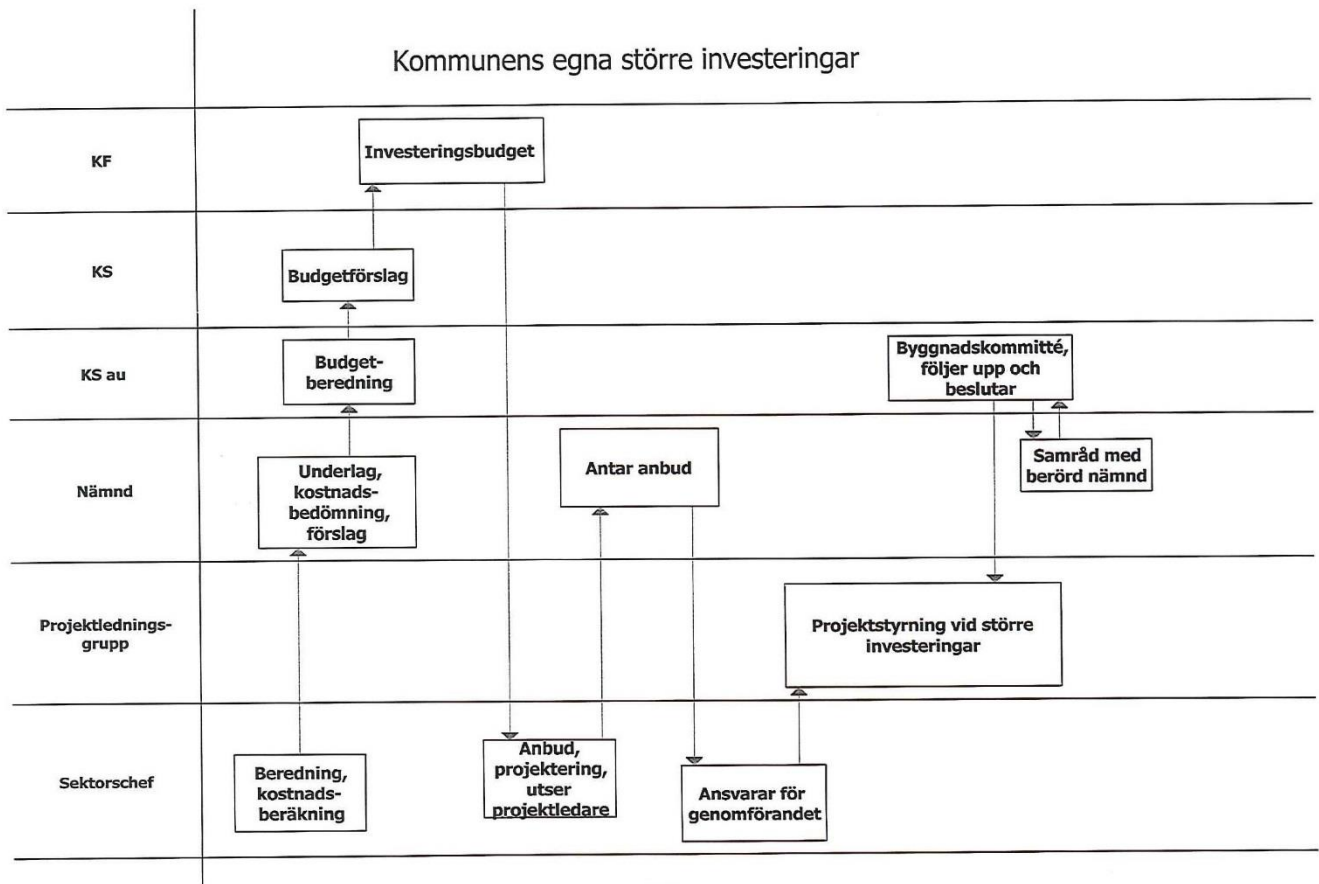 Kommunens egna större investeringar
KF
Investeringsbudget
KS
Budgetförslag
KS au
Budget-
beredning
Byggnadskommitté,
följer upp och
beslutar
Nämnd
Underlag,
kostnads-
bedömning,
förslag
Antar anbud
Samråd med
berörd nämnd
Projektlednings-
grupp
Projektstyrning vid större
investeringar
Sektorschef
Beredning,
kostnads-
beräkning
Anbud,
projektering,
utser
projektledare
Ansvarar för
genomförandet